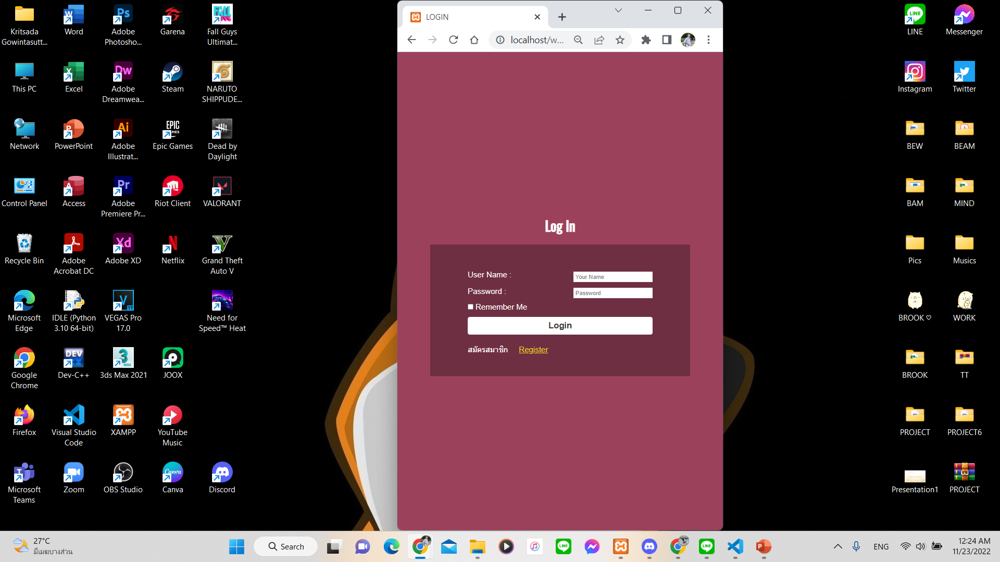 Kritsada
Gowintasutt...
Word
Adobe
Photosho...
Garena
Fall Guys
Ultimat...
This PC
Excel
Adobe
Dreamwea...
Steam
NARUTO
SHIPPUDE...
Network
PowerPoint
Adobe
Illustrat...
Epic Games
Dead by
Daylight
Control Panel
Access
Adobe
Premiere Pr...
Riot Client
VALORANT
Recycle Bin
Adobe
Acrobat DC
Adobe XD
Netflix
Grand Theft
Auto V
Microsoft
Edge
IDLE (Python
3.10 64-bit)
VEGAS Pro
17.0
Need for
Speed™ Heat
Google
Chrome
Dev-C++
3ds Max 2021
JOOX
Firefox
Visual Studio
Code
XAMPP
YouTube
Music
Microsoft
Teams
Zoom
OBS Studio
Canva
Discord
LOGIN
localhost/w...
Log In
User Name :
Your Name
Password :
Password
Remember Me
Login
สมัครสมาชิก Register
LINE
Messenger
Instagram
Twitter
BEW
BEAM
BAM
MIND
Pics
Musics
BROOK ♡
WORK
BROOK
TT
PROJECT
PROJECT6
Presentation1
PROJECT
27°C
มีเมฆบางส่วน
Search
ENG
12:24 AM
11/23/2022